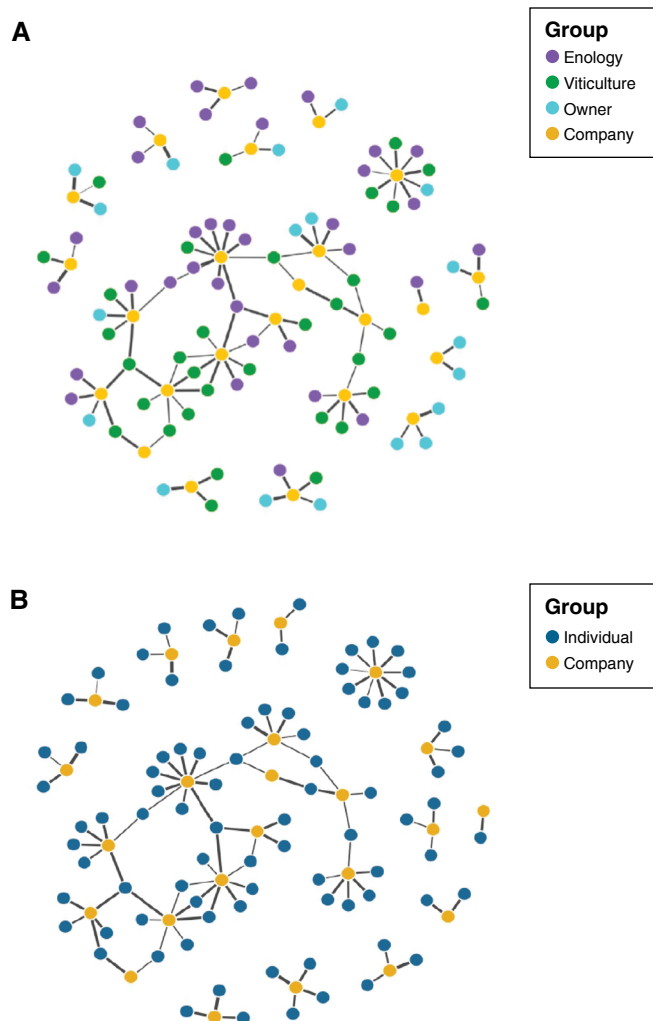 A
Group
Enology
Viticulture
Owner
Company
B
Group
Individual
Company